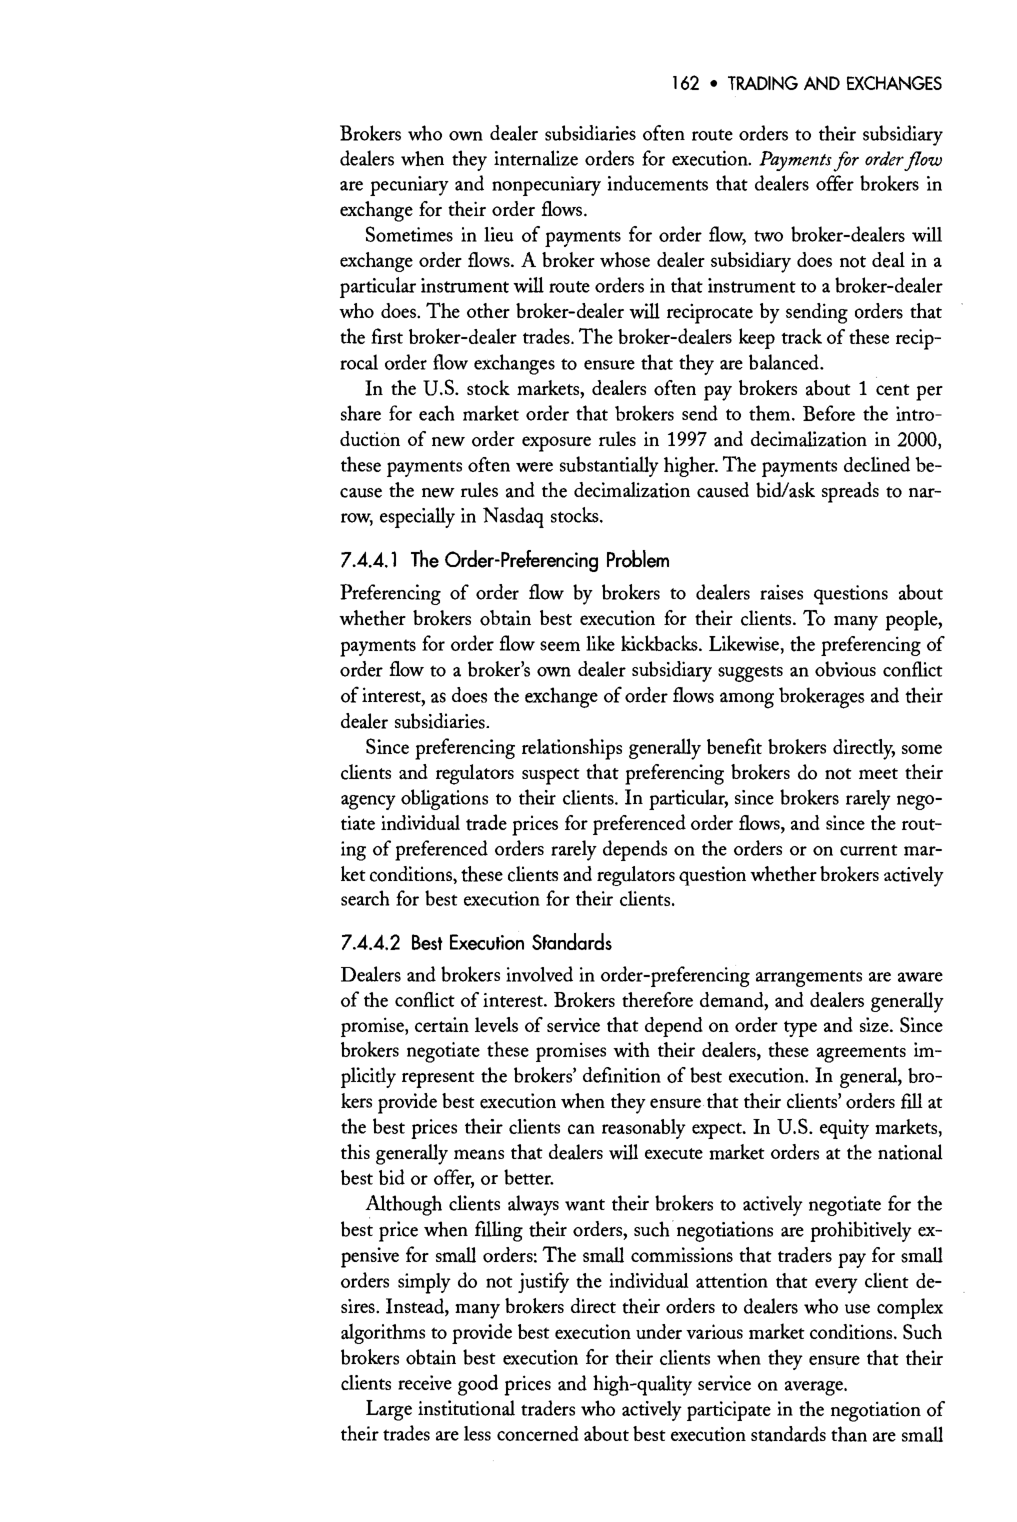 162 • TRADING AND EXCHANGES
Brokers who own dealer subsidiaries often route orders to their subsidiary
dealers when they internalize orders for execution. Payments for order flow
are pecuniary and nonpecuniary inducements that dealers offer brokers in
exchange for their order flows.
Sometimes in lieu of payments for order flow, two broker-dealers will
exchange order flows. A broker whose dealer subsidiary does not deal in a
particular instrument will route orders in that instrument to a broker-dealer
who does. The other broker-dealer will reciprocate by sending orders that
the first broker-dealer trades. The broker-dealers keep track of these recip-
rocal order flow exchanges to ensure that they are balanced.
In the U.S. stock markets, dealers often pay brokers about 1 cent per
share for each market order that brokers send to them. Before the intro-
duction of new order exposure rules in 1997 and decimalization in 2000,
these payments often were substantially higher. The payments declined be-
cause the new rules and the decimalization caused bid/ask spreads to nar-
row, especially in Nasdaq stocks.
7.4.4.1 The Order-Preferencing Problem
Preferencing of order flow by brokers to dealers raises questions about
whether brokers obtain best execution for their clients. To many people,
payments for order flow seem like kickbacks. Likewise, the preferencing of
order flow to a broker's own dealer subsidiary suggests an obvious conflict
of interest, as does the exchange of order flows among brokerages and their
dealer subsidiaries.
Since preferencing relationships generally benefit brokers directly, some
clients and regulators suspect that preferencing brokers do not meet their
agency obligations to their clients. In particular, since brokers rarely nego-
tiate individual trade prices for preferenced order flows, and since the rout-
ing of preferenced orders rarely depends on the orders or on current mar-
ket conditions, these clients and regulators question whether brokers actively
search for best execution for their clients.
7.4.4.2 Best Execution Standards
Dealers and brokers involved in order-preferencing arrangements are aware
of the conflict of interest. Brokers therefore demand, and dealers generally
promise, certain levels of service that depend on order type and size. Since
brokers negotiate these promises with their dealers, these agreements im-
plicitly represent the brokers' definition of best execution. In general, bro-
kers provide best execution when they ensure that their clients' orders fill at
the best prices their clients can reasonably expect. In U.S. equity markets,
this generally means that dealers will execute market orders at the national
best bid or offer, or better.
Although clients always want their brokers to actively negotiate for the
best price when filling their orders, such negotiations are prohibitively ex-
pensive for small orders: The small commissions that traders pay for small
orders simply do not justify the individual attention that every client de-
sires. Instead, many brokers direct their orders to dealers who use complex
algorithms to provide best execution under various market conditions. Such
brokers obtain best execution for their clients when they ensure that their
clients receive good prices and high-quality service on average.
Large institutional traders who actively participate in the negotiation of
their trades are less concerned about best execution standards than are small